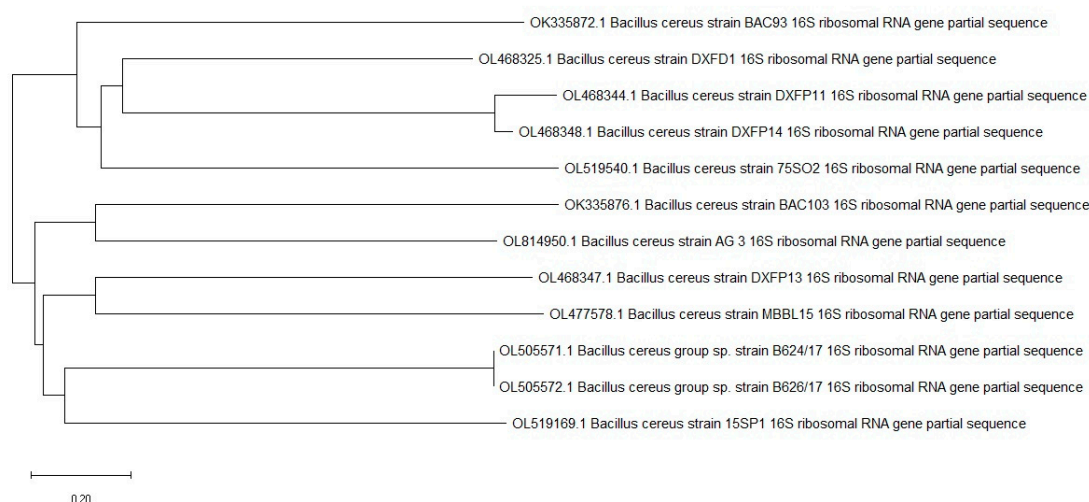 OK335872.1 Bacillus cereus strain BAC93 16S ribosomal RNA gene partial sequence
OL468325.1 Bacillus cereus strain DXFD1 16S ribosomal RNA gene partial sequence
OL468344.1 Bacillus cereus strain DXFP11 16S ribosomal RNA gene partial sequence
OL468348.1 Bacillus cereus strain DXFP14 16S ribosomal RNA gene partial sequence
OL519540.1 Bacillus cereus strain 75SO2 16S ribosomal RNA gene partial sequence
OK335876.1 Bacillus cereus strain BAC103 16S ribosomal RNA gene partial sequence
OL814950.1 Bacillus cereus strain AG 3 16S ribosomal RNA gene partial sequence
OL468347.1 Bacillus cereus strain DXFP13 16S ribosomal RNA gene partial sequence
OL477578.1 Bacillus cereus strain MBBL15 16S ribosomal RNA gene partial sequence
OL505571.1 Bacillus cereus group sp. strain B624/17 16S ribosomal RNA gene partial sequence
OL505572.1 Bacillus cereus group sp. strain B626/17 16S ribosomal RNA gene partial sequence
OL519169.1 Bacillus cereus strain 15SP1 16S ribosomal RNA gene partial sequence
0.20